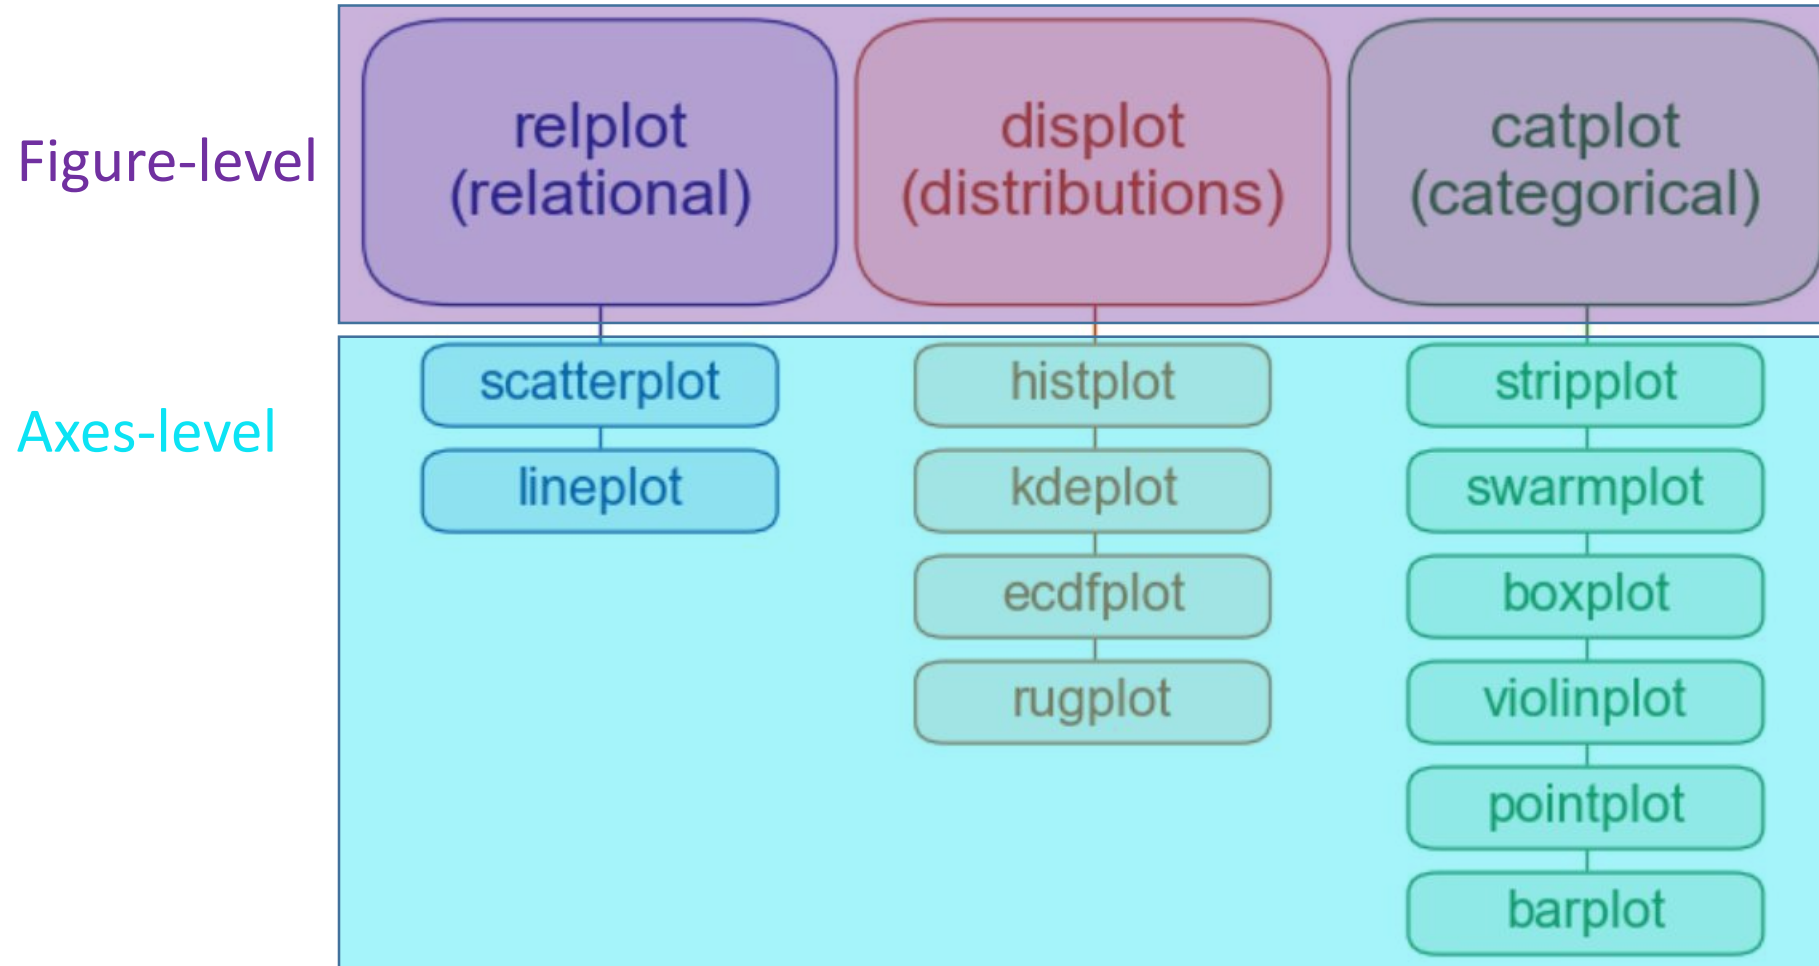 Figure-level
relplot
(relational)
displot
(distributions)
catplot
(categorical)
Axes-level
scatterplot
lineplot
histplot
kdeplot
ecdfplot
rugplot
stripplot
swarmplot
boxplot
violinplot
pointplot
barplot